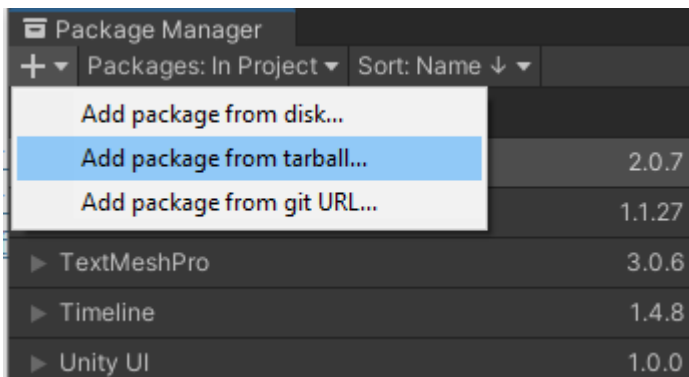 Package Manager
+ Packages: In Project Sort: Name ↓
Add package from disk...
Add package from tarball...
2.0.7
Add package from git URL...
1.1.27
TextMeshPro 3.0.6
Timeline 1.4.8
Unity UI 1.0.0